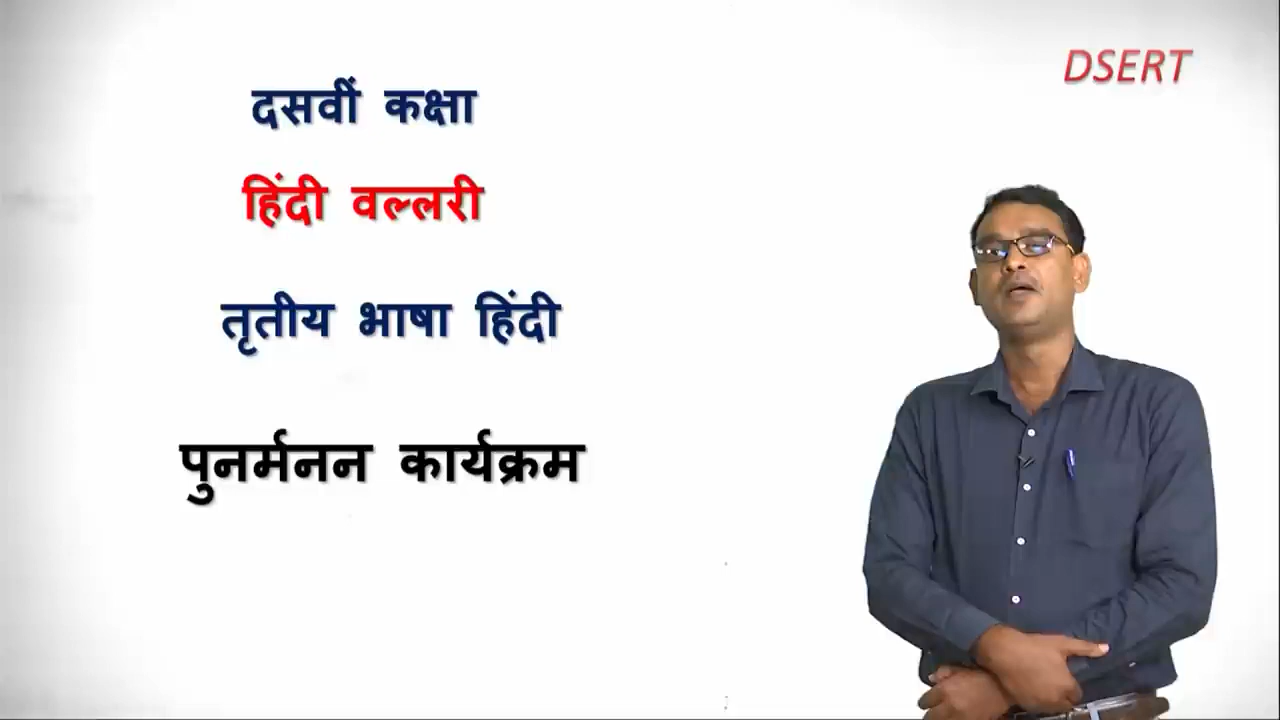 DSERT
दसवीं कक्षा
हिंदी वल्लरी
तृतीय भाषा हिंदी
पुनर्मनन कार्यक्रम